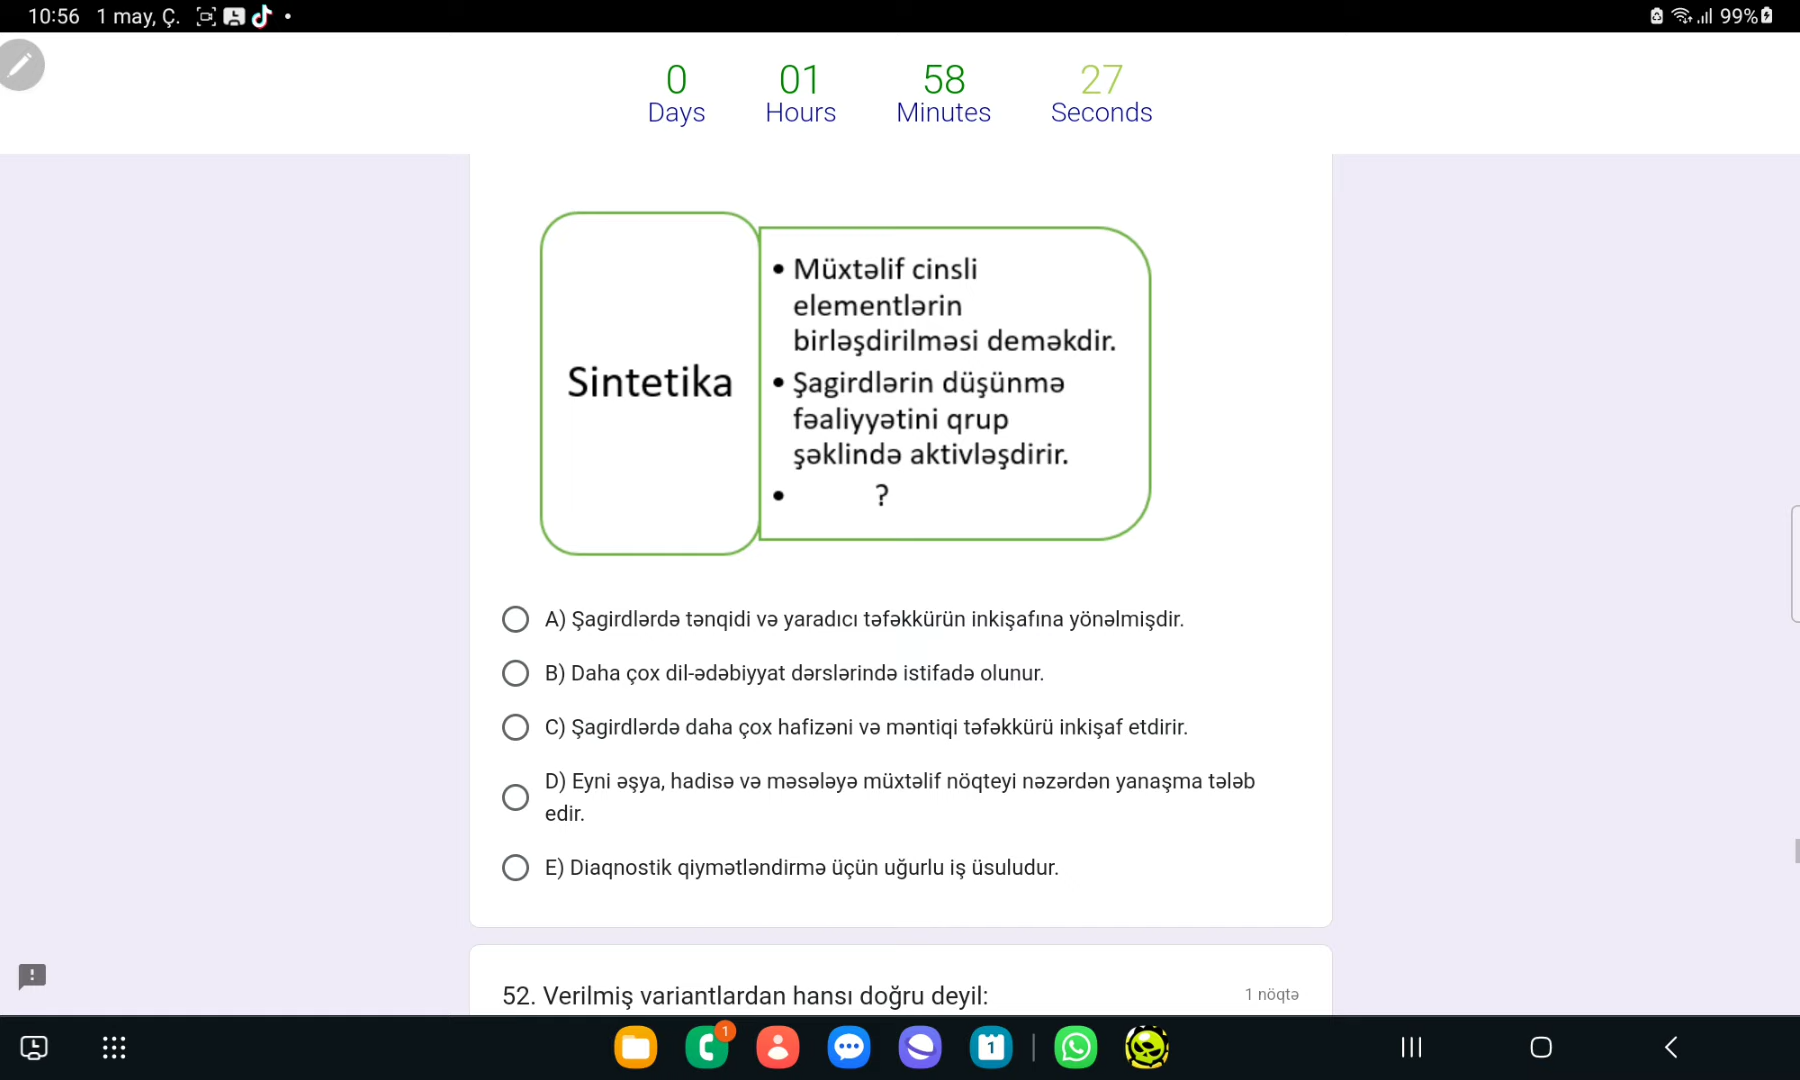 10:56 1 may, Ç.
99%
0 01 58 27
Days Hours Minutes Seconds
Sintetika
• Müxtəlif cinsli
elementlərin
birləşdirilməsi deməkdir.
• Şagirdlərin düşünmə
fəaliyyətini qrup
şəklində aktivləşdirir.
• ?
A) Şagirdlərdə tənqidi və yaradıcı təfəkkürün inkişafına yönəlmişdir.
B) Daha çox dil-ədəbiyyat dərslərində istifadə olunur.
C) Şagirdlərdə daha çox hafizəni və məntiqi təfəkkürü inkişaf etdirir.
D) Eyni əşya, hadisə və məsələyə müxtəlif nöqteyi nəzərdən yanaşma tələb
edir.
E) Diaqnostik qiymətləndirmə üçün uğurlu iş üsuludur.
52. Verilmiş variantlardan hansı doğru deyil:
1 nöqtə
1
1